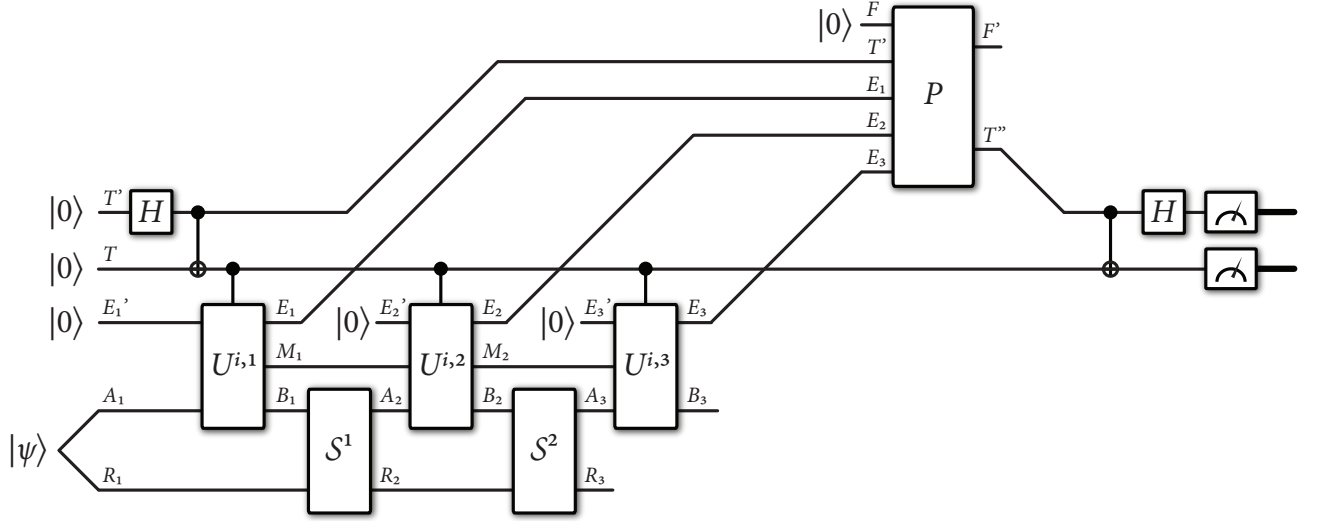 |0⟩ F F'
T'
E₁ P
E₂ T''
E₃
|0⟩ T' H H
|0⟩ T
|0⟩ E₁' E₁ |0⟩ E₂' E₂ |0⟩ E₃' E₃
Uⁱ,¹ M₁ Uⁱ,² M₂ Uⁱ,³
A₁ B₁ A₂ B₂ A₃ B₃
|ψ⟩ 𝒮¹ 𝒮²
R₁ R₂ R₃